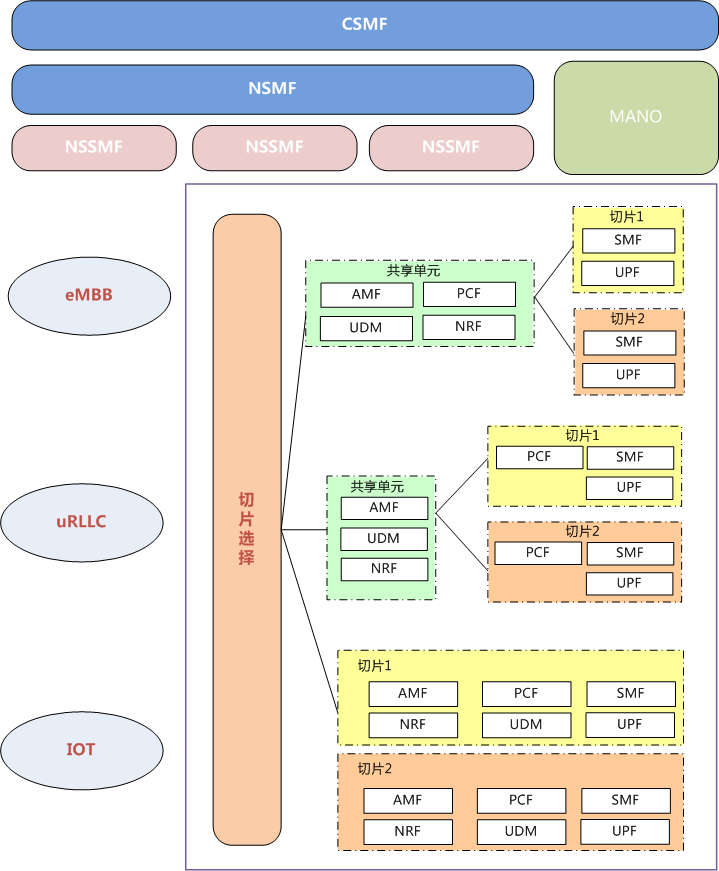 CSMF
NSMF
MANO
NSSMF
NSSMF
NSSMF
eMBB
uRLLC
IOT
切
片
选
择
共享单元
AMF
PCF
UDM
NRF
切片1
SMF
UPF
切片2
SMF
UPF
共享单元
AMF
UDM
NRF
切片1
PCF
SMF
UPF
切片2
PCF
SMF
UPF
切片1
AMF
PCF
SMF
NRF
UDM
UPF
切片2
AMF
PCF
SMF
NRF
UDM
UPF